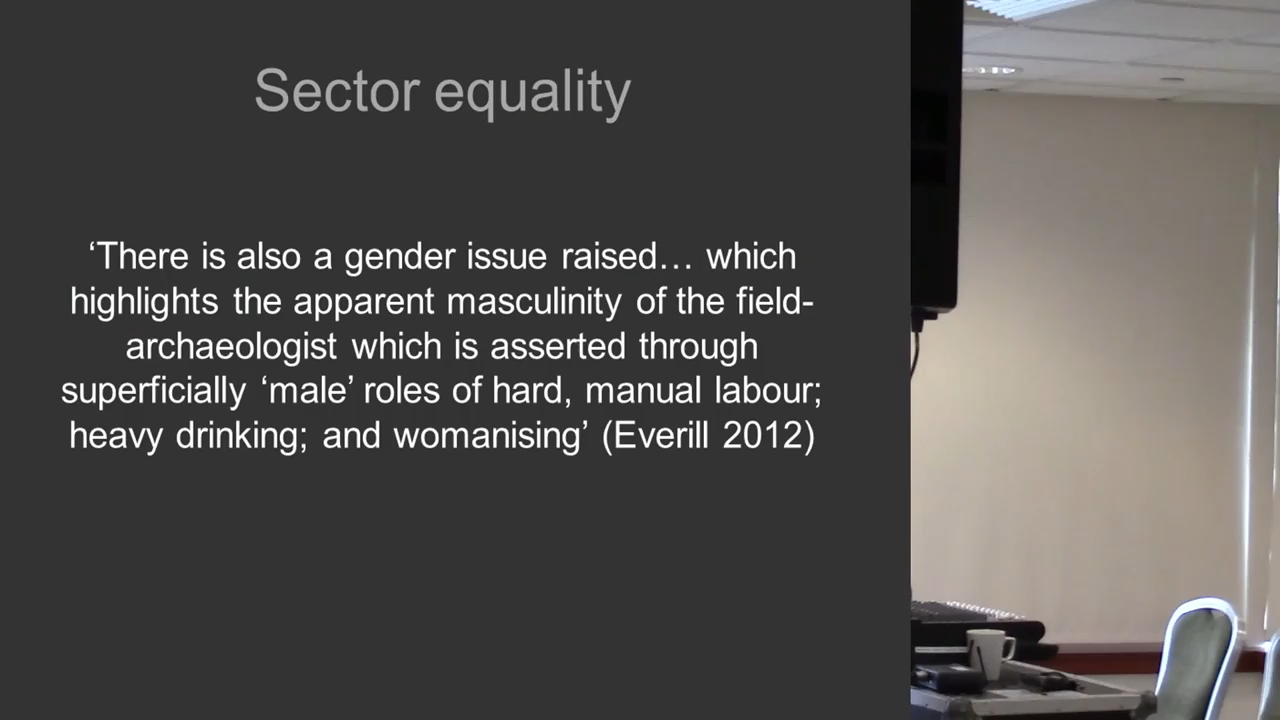 Sector equality
‘There is also a gender issue raised… which
highlights the apparent masculinity of the field-
archaeologist which is asserted through
superficially ‘male’ roles of hard, manual labour;
heavy drinking; and womanising’ (Everill 2012)